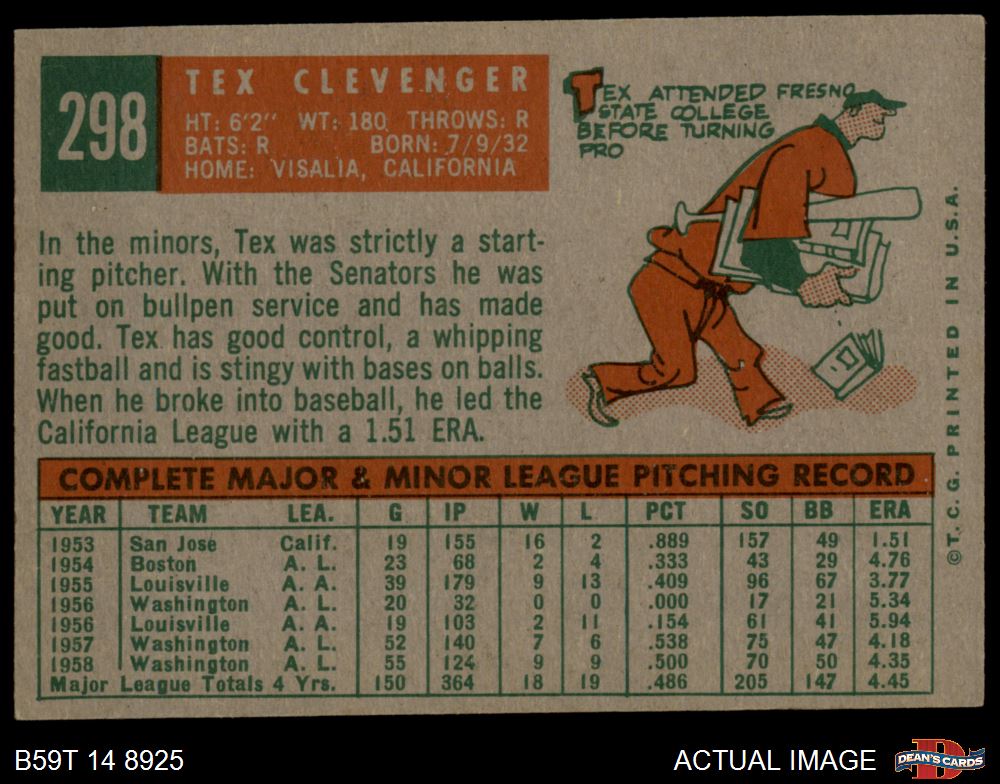 298
TEX CLEVENGER
HT: 6'2" WT: 180 THROWS: R
BATS: R BORN: 7/9/32
HOME: VISALIA, CALIFORNIA
TEX ATTENDED FRESNO
STATE COLLEGE
BEFORE TURNING
PRO
In the minors, Tex was strictly a start-
ing pitcher. With the Senators he was
put on bullpen service and has made
good. Tex has good control, a whipping
fastball and is stingy with bases on balls.
When he broke into baseball, he led the
California League with a 1.51 ERA.
COMPLETE MAJOR & MINOR LEAGUE PITCHING RECORD
YEAR TEAM LEA. G IP W L PCT SO BB ERA
1953 San Jose Calif. 19 155 16 2 .889 157 49 1.51
1954 Boston A. L. 23 68 2 4 .333 43 29 4.76
1955 Louisville A. A. 39 179 9 13 .409 96 67 3.77
1956 Washington A. L. 20 32 0 0 .000 17 21 5.34
1956 Louisville A. A. 19 103 2 11 .154 61 41 5.94
1957 Washington A. L. 52 140 7 6 .538 75 47 4.18
1958 Washington A. L. 55 124 9 9 .500 70 50 4.35
Major League Totals 4 Yrs. 150 364 18 19 .486 205 147 4.45
©T. C. G. PRINTED IN U.S.A.
B59T 14 8925
ACTUAL IMAGE
D
DEAN'S CARDS